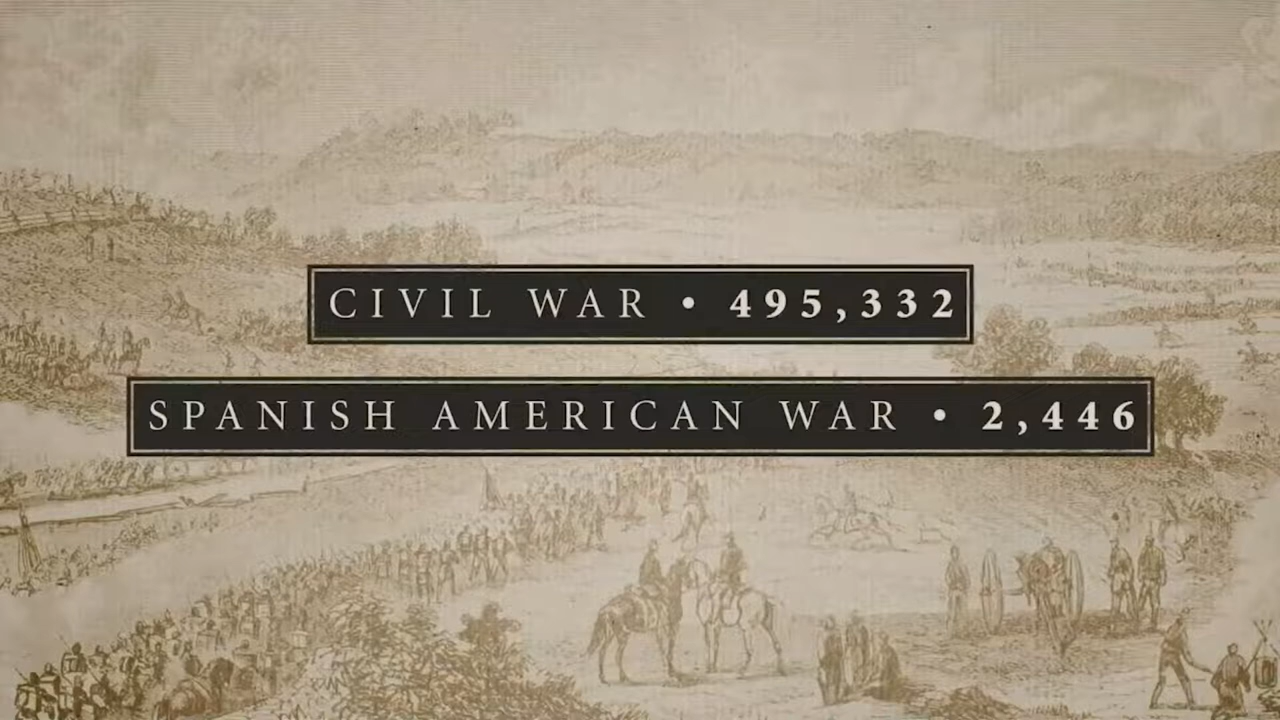 CIVIL WAR • 495,332
SPANISH AMERICAN WAR • 2,446